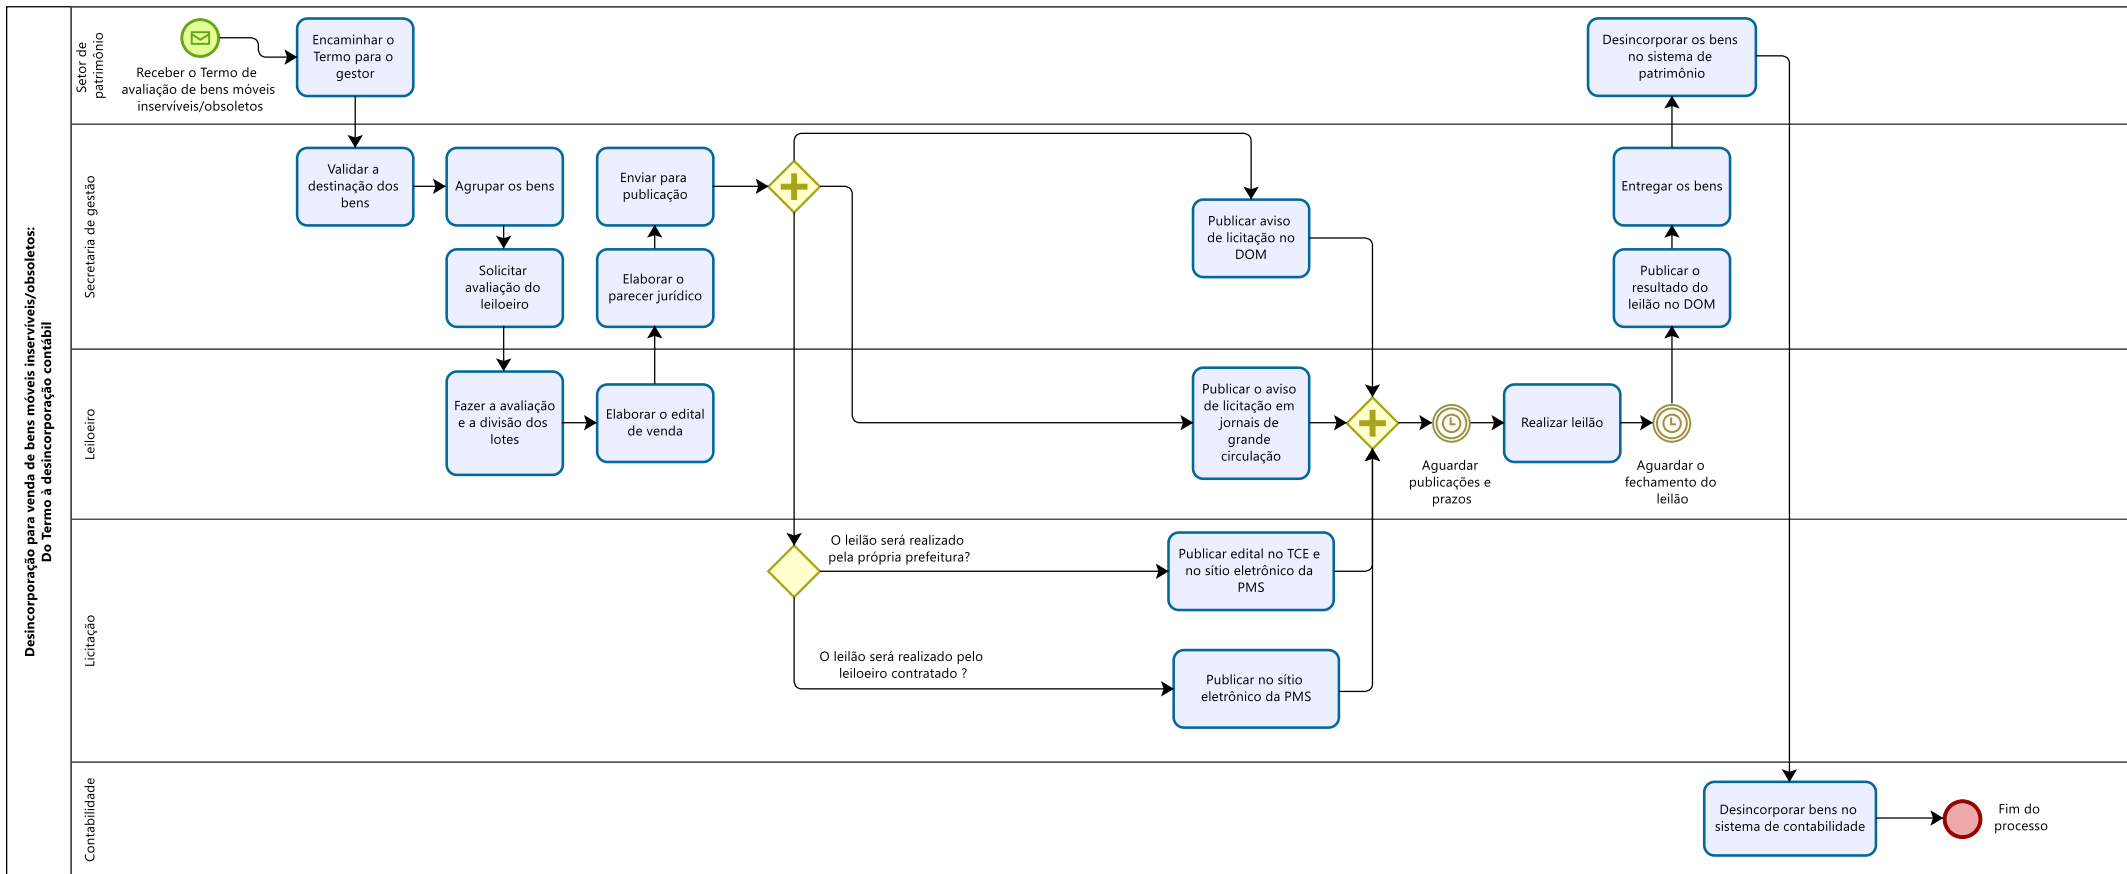 Desincorporação para venda de bens móveis inservíveis/obsoletos:
Do Termo à desincorporação contábil
Setor de
patrimônio
Receber o Termo de
avaliação de bens móveis
inservíveis/obsoletos
Encaminhar o
Termo para o
gestor
Desincorporar os bens
no sistema de
patrimônio
Secretaria de gestão
Validar a
destinação dos
bens
Agrupar os bens
Solicitar
avaliação do
leiloeiro
Enviar para
publicação
Elaborar o
parecer jurídico
Publicar aviso
de licitação no
DOM
Entregar os bens
Publicar o
resultado do
leilão no DOM
Leiloeiro
Fazer a avaliação
e a divisão dos
lotes
Elaborar o edital
de venda
Publicar o aviso
de licitação em
jornais de
grande
circulação
Aguardar
publicações e
prazos
Realizar leilão
Aguardar o
fechamento do
leilão
Licitação
O leilão será realizado
pela própria prefeitura?
Publicar edital no TCE e
no sítio eletrônico da
PMS
O leilão será realizado pelo
leiloeiro contratado ?
Publicar no sítio
eletrônico da PMS
Contabilidade
Desincorporar bens no
sistema de contabilidade
Fim do
processo